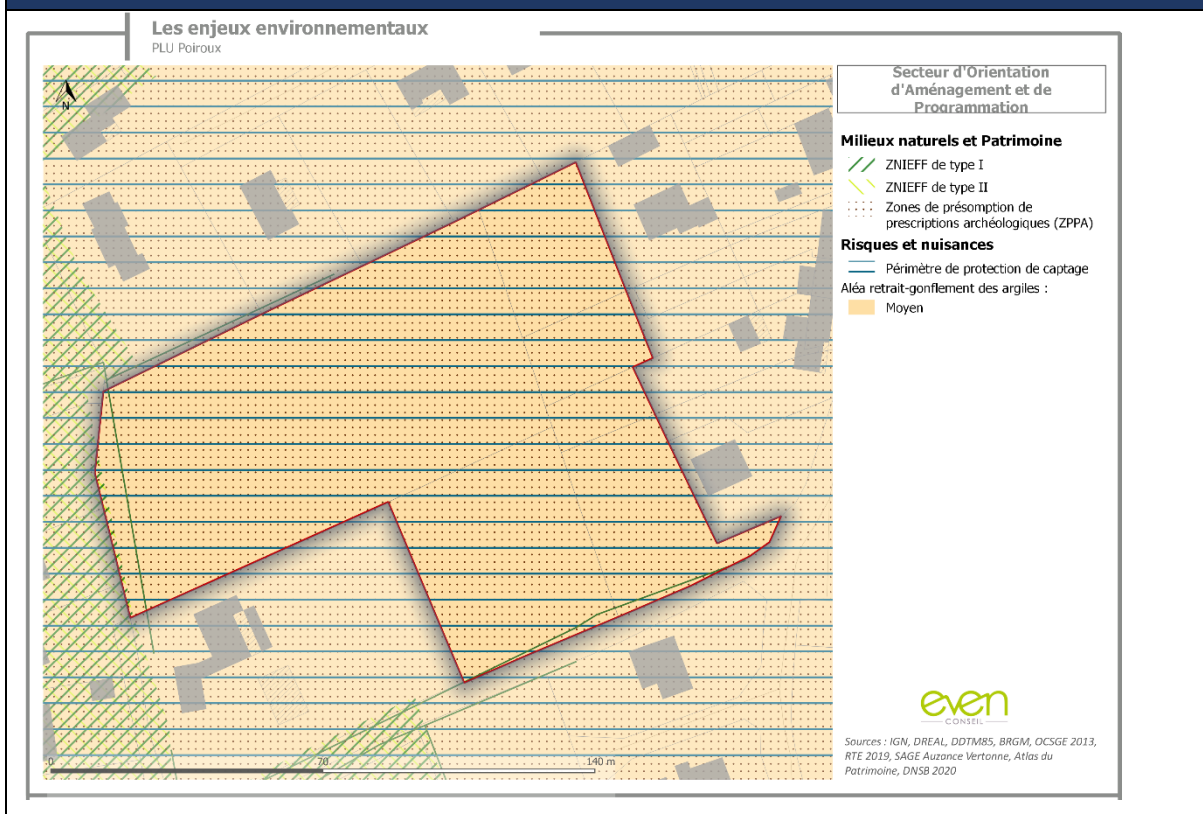 Les enjeux environnementaux
PLU Poiroux
N
0
70
140 m
Secteur d'Orientation
d'Aménagement et de
Programmation
Milieux naturels et Patrimoine
ZNIEFF de type I
ZNIEFF de type II
Zones de présomption de
prescriptions archéologiques (ZPPA)
Risques et nuisances
Périmètre de protection de captage
Aléa retrait-gonflement des argiles :
Moyen
even
CONSEIL
Sources : IGN, DREAL, DDTM85, BRGM, OCSGE 2013,
RTE 2019, SAGE Auzance Vertonne, Atlas du
Patrimoine, DNSB 2020